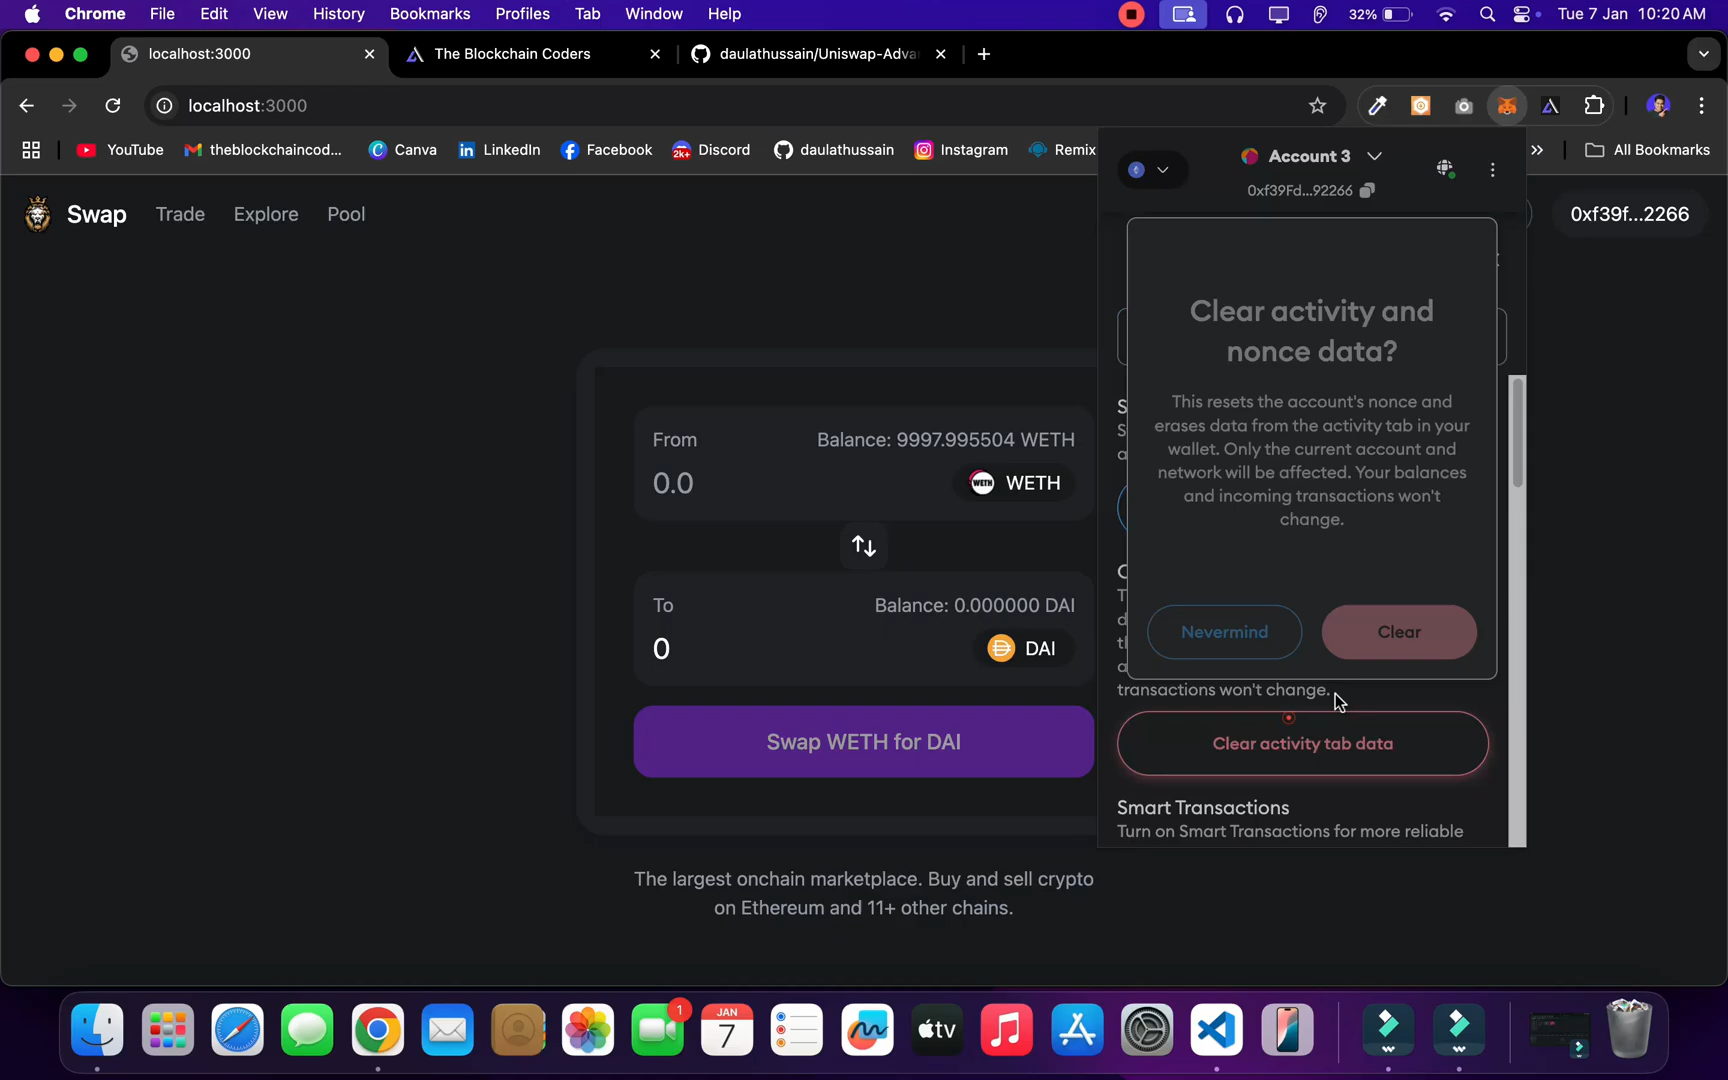 Chrome File Edit View History Bookmarks Profiles Tab Window Help 32% Tue 7 Jan 10:20 AM
localhost:3000 The Blockchain Coders daulathussain/Uniswap-Adva
localhost:3000
YouTube theblockchaincod... Canva LinkedIn Facebook 2k+ Discord daulathussain Instagram Remix » All Bookmarks
Account 3
0xf39Fd...92266
Swap Trade Explore Pool 0xf39f...2266
Clear activity and
nonce data?
This resets the account's nonce and
erases data from the activity tab in your
wallet. Only the current account and
network will be affected. Your balances
and incoming transactions won't
change.
Nevermind Clear
transactions won't change.
Clear activity tab data
Smart Transactions
Turn on Smart Transactions for more reliable
From Balance: 9997.995504 WETH
0.0 WETH WETH
To Balance: 0.000000 DAI
0 DAI
Swap WETH for DAI
The largest onchain marketplace. Buy and sell crypto
on Ethereum and 11+ other chains.
1 JAN
7 tv